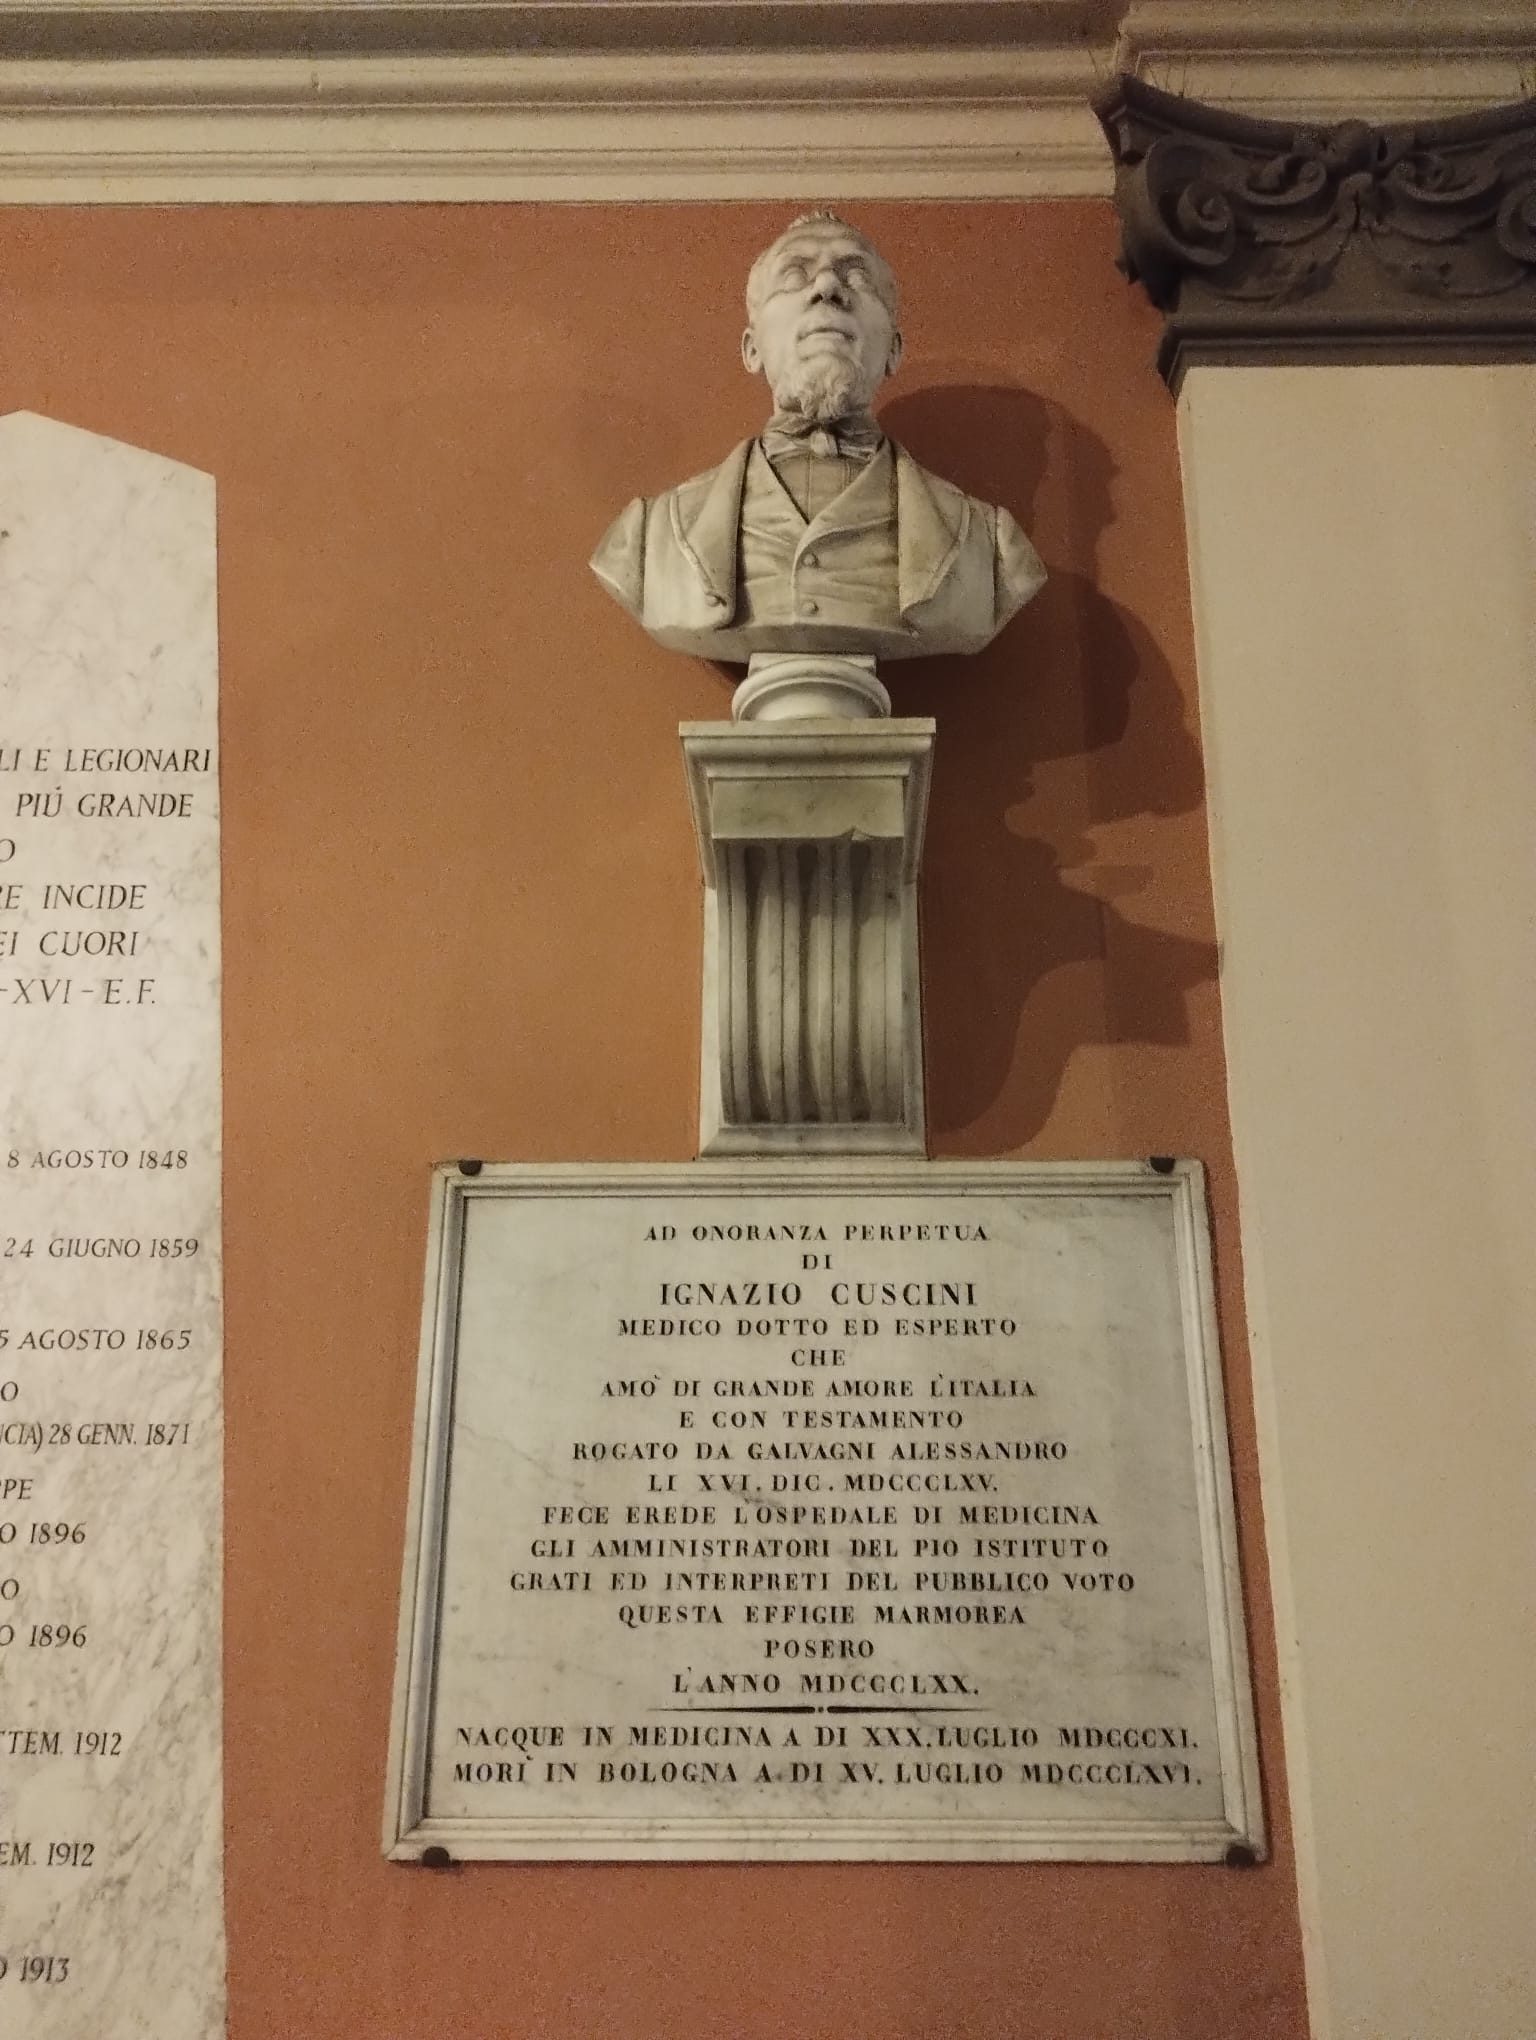 LI E LEGIONARI
PIÚ GRANDE
O
RE INCIDE
EI CUORI
-XVI-E.F.
8 AGOSTO 1848
24 GIUGNO 1859
5 AGOSTO 1865
O
NCIA) 28 GENN. 1871
PPE
O 1896
O
O 1896
TTEM. 1912
EM. 1912
O 1913
AD ONORANZA PERPETUA
DI
IGNAZIO CUSCINI
MEDICO DOTTO ED ESPERTO
CHE
AMO' DI GRANDE AMORE L'ITALIA
E CON TESTAMENTO
ROGATO DA GALVAGNI ALESSANDRO
LI XVI. DIC. MDCCCLXV.
FECE EREDE L'OSPEDALE DI MEDICINA
GLI AMMINISTRATORI DEL PIO ISTITUTO
GRATI ED INTERPRETI DEL PUBBLICO VOTO
QUESTA EFFIGIE MARMOREA
POSERO
L'ANNO MDCCCLXX.
NACQUE IN MEDICINA A DI XXX. LUGLIO MDCCCXI.
MORÌ IN BOLOGNA A DI XV. LUGLIO MDCCCLXVI.